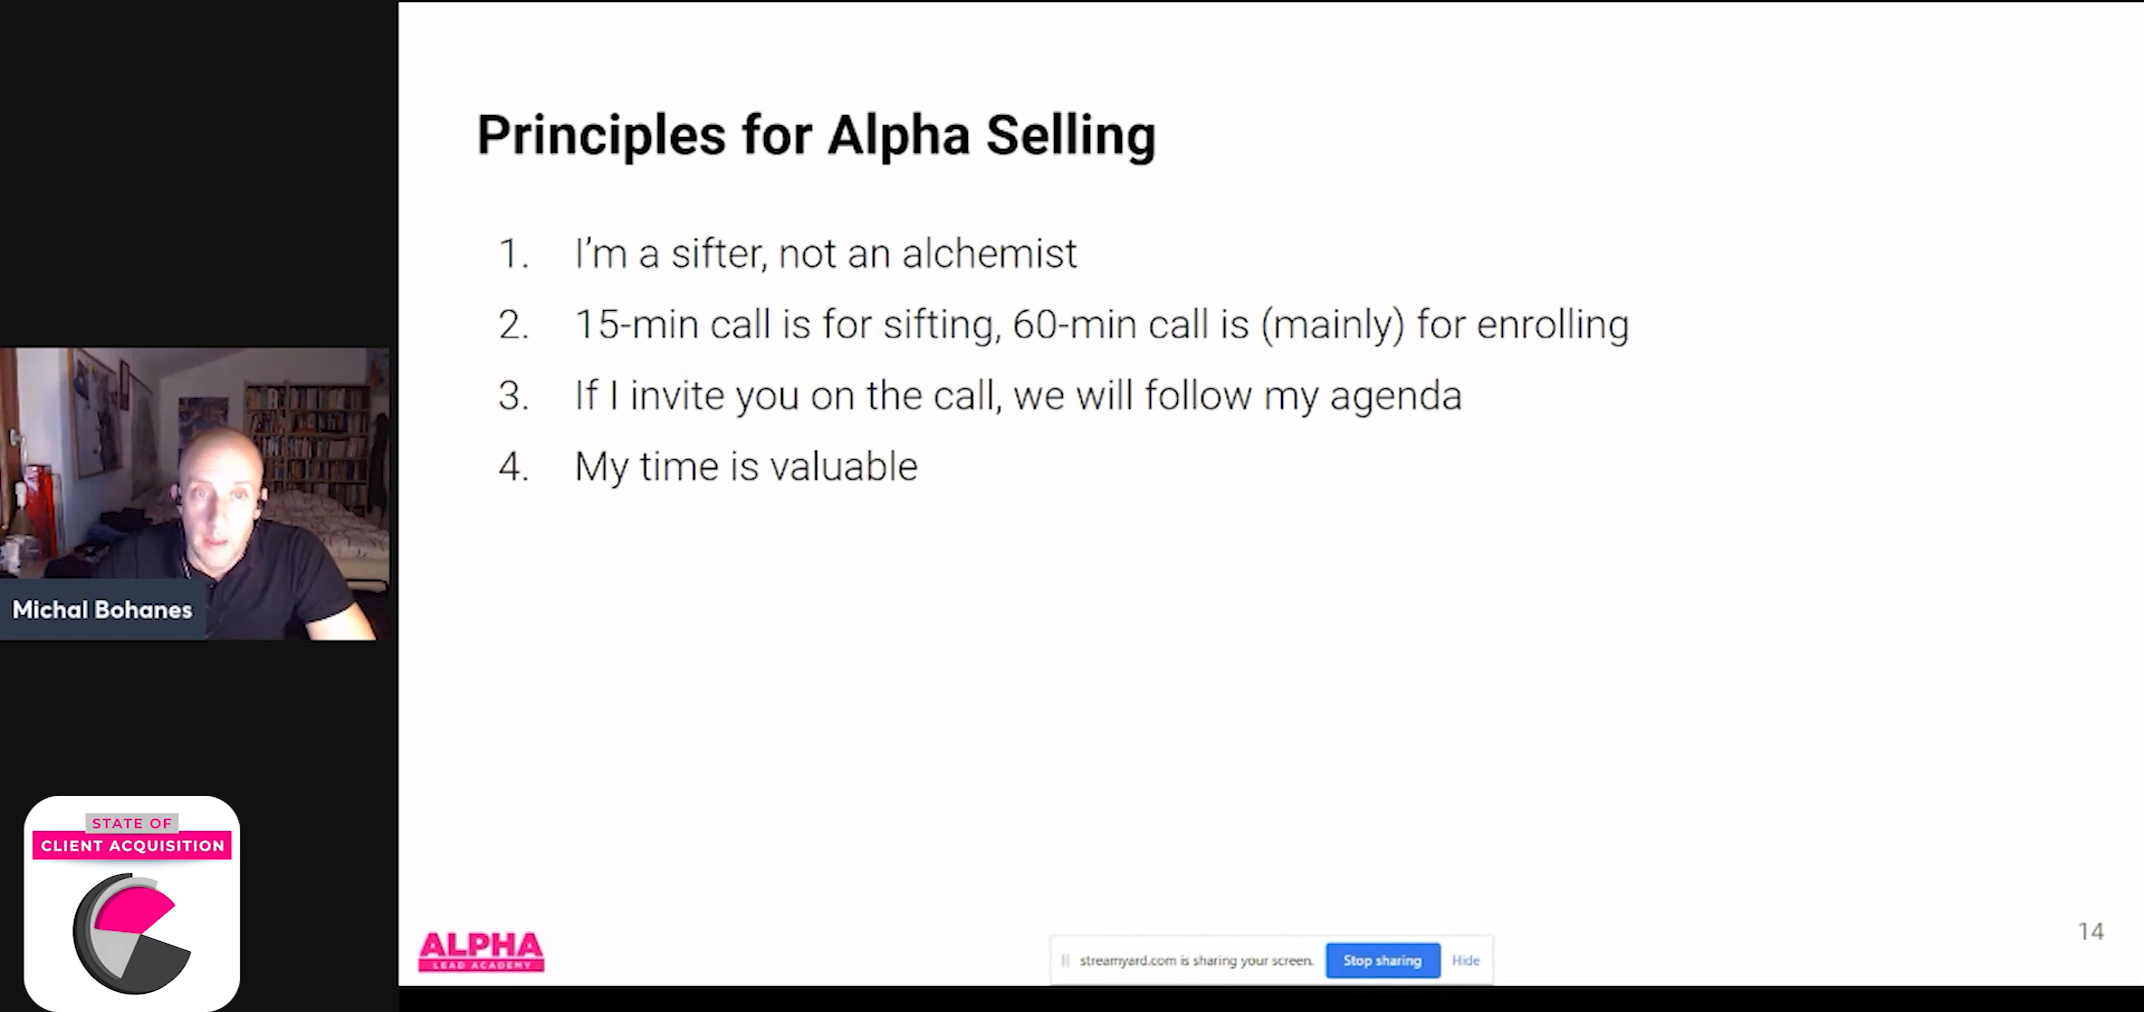 Principles for Alpha Selling
1. I'm a sifter, not an alchemist
2. 15-min call is for sifting, 60-min call is (mainly) for enrolling
3. If I invite you on the call, we will follow my agenda
4. My time is valuable
Michal Bohanes
STATE OF
CLIENT ACQUISITION
ALPHA
LEAD ACADEMY
streamyard.com is sharing your screen. Stop sharing Hide
14